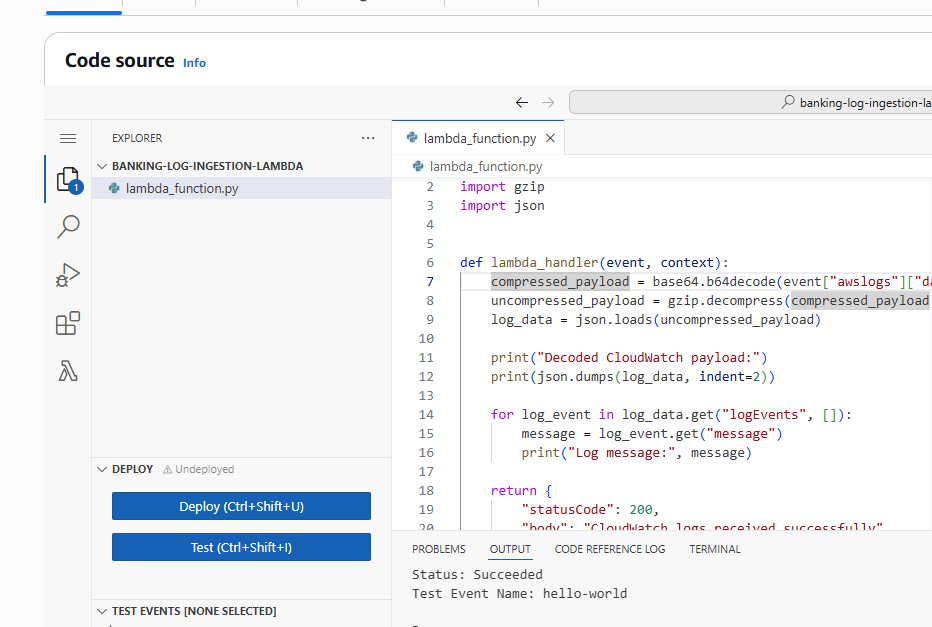 Code source Info
banking-log-ingestion-la
EXPLORER ...
lambda_function.py
BANKING-LOG-INGESTION-LAMBDA
lambda_function.py
lambda_function.py
1
2 import gzip
3 import json
4
5
6 def lambda_handler(event, context):
7 compressed_payload = base64.b64decode(event["awslogs"]["da
8 uncompressed_payload = gzip.decompress(compressed_payload
9 log_data = json.loads(uncompressed_payload)
10
11 print("Decoded CloudWatch payload:")
12 print(json.dumps(log_data, indent=2))
13
14 for log_event in log_data.get("logEvents", []):
15 message = log_event.get("message")
16 print("Log message:", message)
17
18 return {
19 "statusCode": 200,
20 "body": "CloudWatch logs received successfully"
DEPLOY Undeployed
Deploy (Ctrl+Shift+U)
Test (Ctrl+Shift+I)
TEST EVENTS [NONE SELECTED]
PROBLEMS OUTPUT CODE REFERENCE LOG TERMINAL
Status: Succeeded
Test Event Name: hello-world